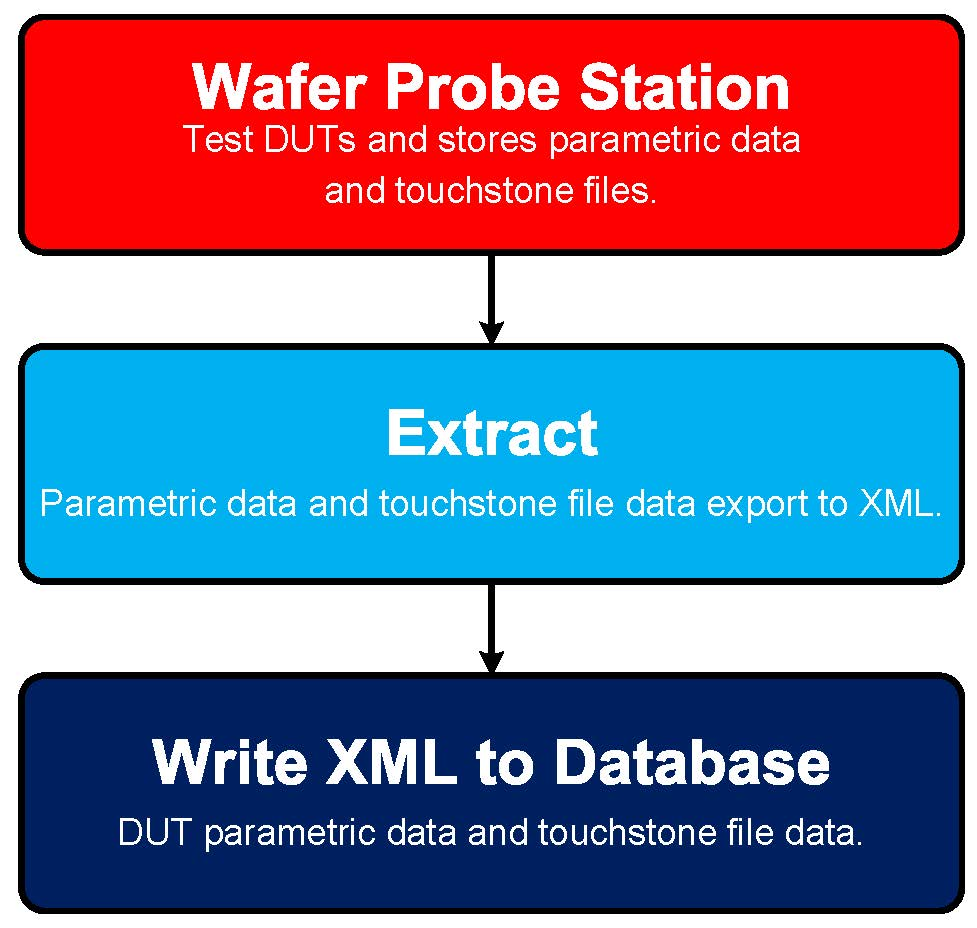 Wafer Probe Station
Test DUTs and stores parametric data
and touchstone files.
Extract
Parametric data and touchstone file data export to XML.
Write XML to Database
DUT parametric data and touchstone file data.